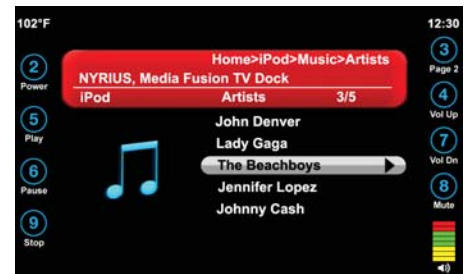 102°F
12:30
Home>iPod>Music>Artists
NYRIUS, Media Fusion TV Dock
iPod Artists 3/5
2
Power
5
Play
6
Pause
9
Stop
John Denver
Lady Gaga
The Beachboys
Jennifer Lopez
Johnny Cash
3
Page 2
4
Vol Up
7
Vol Dn
8
Mute